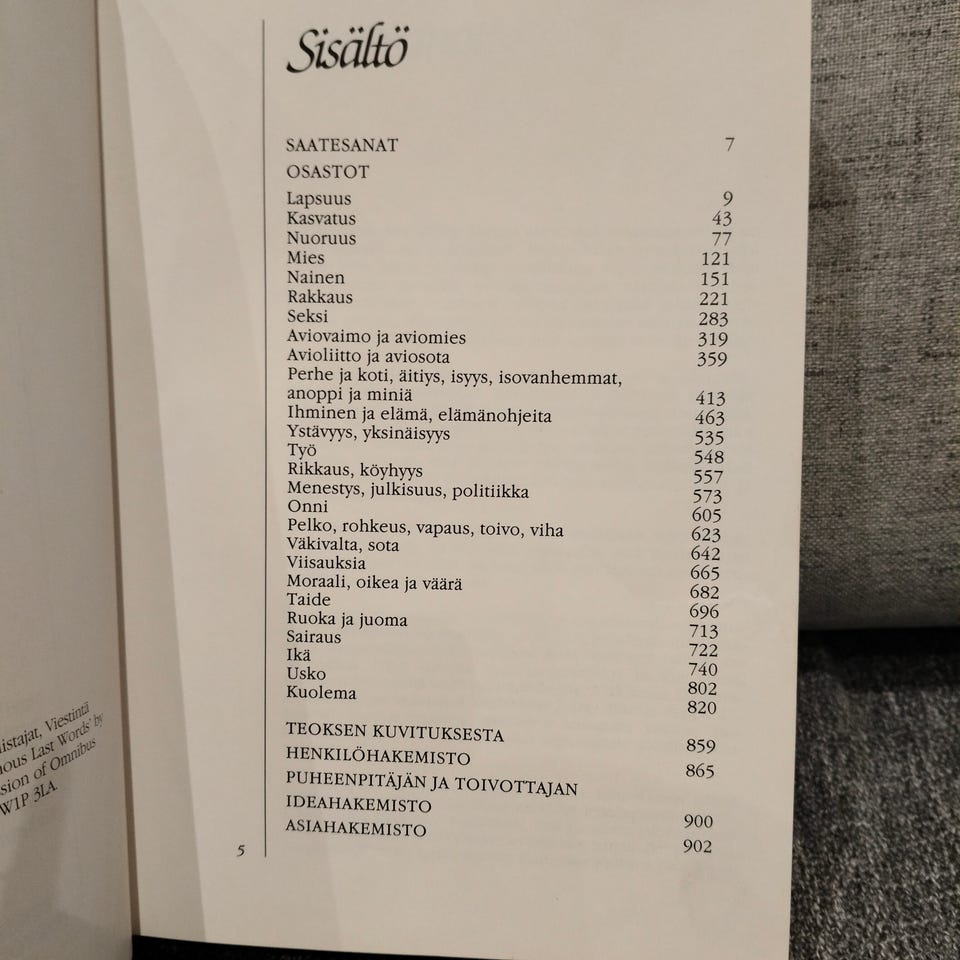 Sisältö
SAATESANAT 7
OSASTOT
Lapsuus 9
Kasvatus 43
Nuoruus 77
Mies 121
Nainen 151
Rakkaus 221
Seksi 283
Aviovaimo ja aviomies 319
Avioliitto ja aviosota 359
Perhe ja koti, äitiys, isyys, isovanhemmat,
anoppi ja miniä 413
Ihminen ja elämä, elämänohjeita 463
Ystävyys, yksinäisyys 535
Työ 548
Rikkaus, köyhyys 557
Menestys, julkisuus, politiikka 573
Onni 605
Pelko, rohkeus, vapaus, toivo, viha 623
Väkivalta, sota 642
Viisauksia 665
Moraali, oikea ja väärä 682
Taide 696
Ruoka ja juoma 713
Sairaus 722
Ikä 740
Usko 802
Kuolema 820
TEOKSEN KUVITUKSESTA 859
HENKILÖHAKEMISTO 865
PUHEENPITÄJÄN JA TOIVOTTAJAN
IDEAHAKEMISTO 900
ASIAHAKEMISTO 902
5
Viestintä
Last Words' by
of Omnibus
W1P 3LA